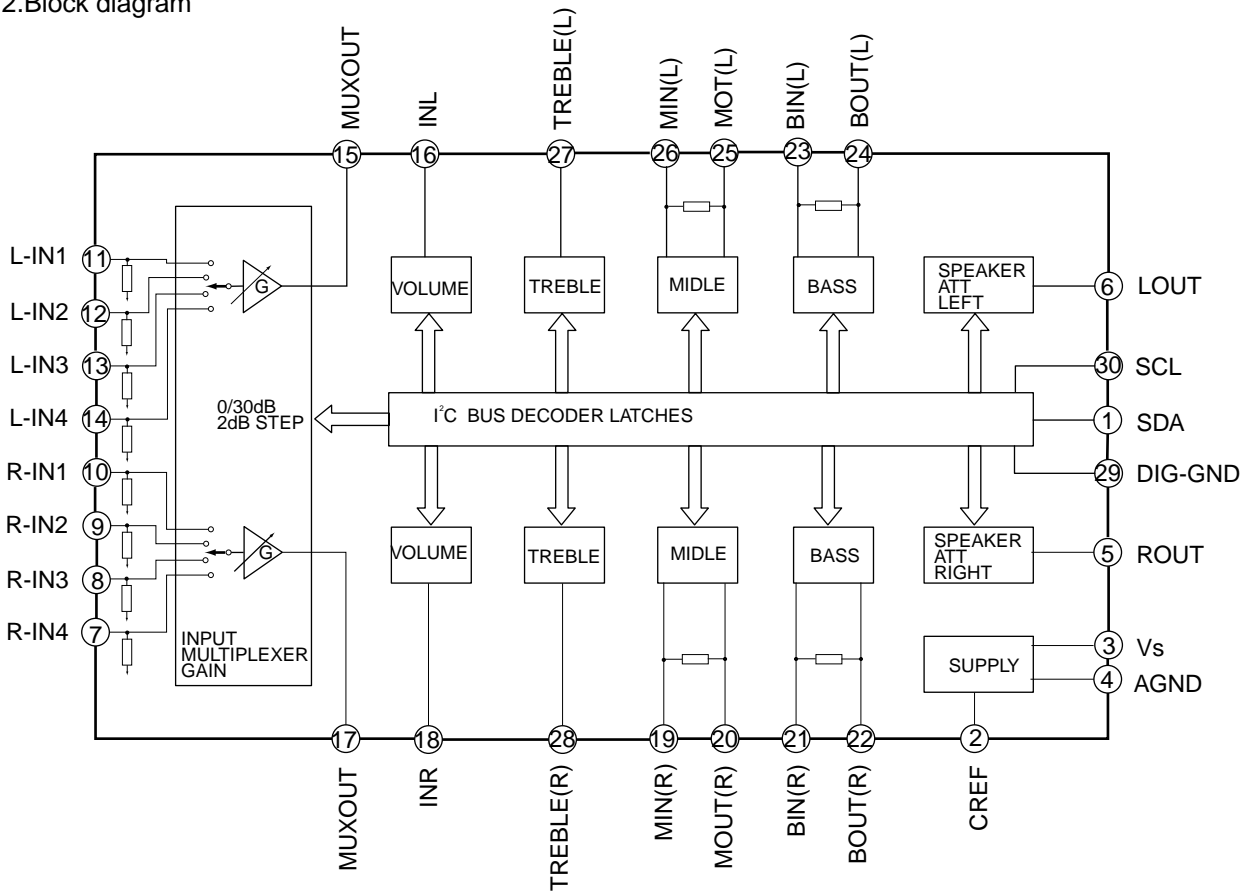 2.Block diagram
MUXOUT
INL
TREBLE(L)
MIN(L)
MOT(L)
BIN(L)
BOUT(L)
15
16
27
26
25
23
24
L-IN1
11
L-IN2
12
L-IN3
13
L-IN4
14
R-IN1
10
R-IN2
9
R-IN3
8
R-IN4
7
G
0/30dB
2dB STEP
G
INPUT
MULTIPLEXER
GAIN
VOLUME
TREBLE
MIDLE
BASS
SPEAKER
ATT
LEFT
I²C BUS DECODER LATCHES
VOLUME
TREBLE
MIDLE
BASS
SPEAKER
ATT
RIGHT
SUPPLY
6
LOUT
30
SCL
1
SDA
29
DIG-GND
5
ROUT
3
Vs
4
AGND
17
18
28
19
20
21
22
2
MUXOUT
INR
TREBLE(R)
MIN(R)
MOUT(R)
BIN(R)
BOUT(R)
CREF